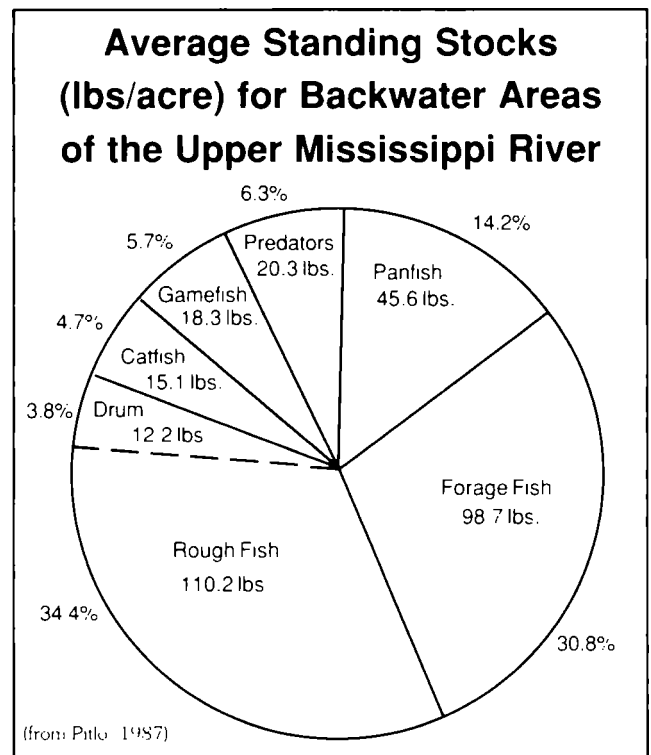 Average Standing Stocks
(lbs/acre) for Backwater Areas
of the Upper Mississippi River
6.3%
14.2%
5.7%
Predators
20.3 lbs.
Panfish
45.6 lbs.
Gamefish
18.3 lbs.
4.7%
Catfish
15.1 lbs.
3.8%
Drum
12 2 lbs
Forage Fish
98 7 lbs.
Rough Fish
110.2 lbs
34 4%
30.8%
(from Pitlo 1987)